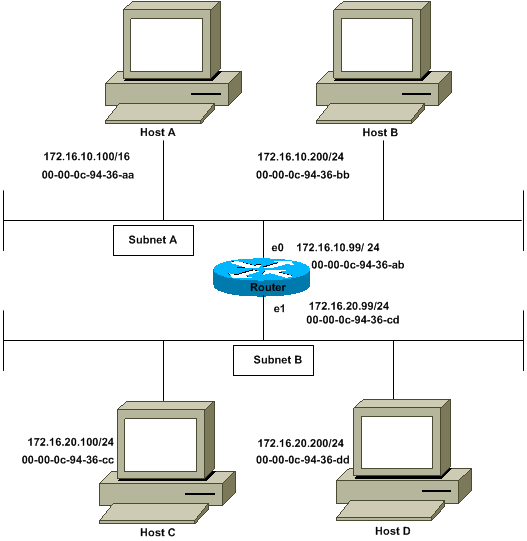 Host A
Host B
172.16.10.100/16
00-00-0c-94-36-aa
172.16.10.200/24
00-00-0c-94-36-bb
Subnet A
e0
172.16.10.99/ 24
00-00-0c-94-36-ab
Router
e1
172.16.20.99/24
00-00-0c-94-36-cd
Subnet B
172.16.20.100/24
00-00-0c-94-36-cc
172.16.20.200/24
00-00-0c-94-36-dd
Host C
Host D